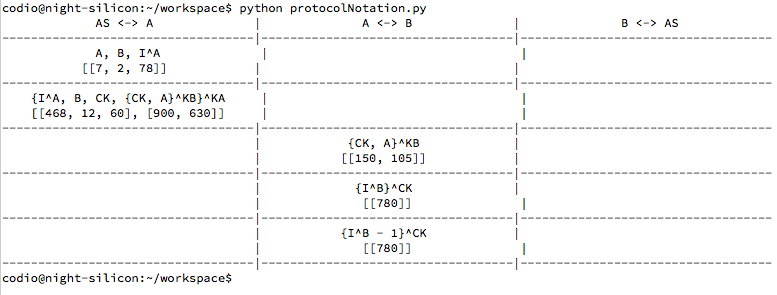 codio@night-silicon:~/workspace$ python protocolNotation.py
AS <-> A | A <-> B | B <-> AS
----------------------------------|----------------------------------|----------------------------------
A, B, I^A | |
[[7, 2, 78]]
----------------------------------|----------------------------------|----------------------------------
{I^A, B, CK, {CK, A}^KB}^KA | |
[[468, 12, 60], [900, 630]] | |
----------------------------------|----------------------------------|----------------------------------
| {CK, A}^KB |
| [[150, 105]] |
----------------------------------|----------------------------------|----------------------------------
| {I^B}^CK |
| [[780]] |
----------------------------------|----------------------------------|----------------------------------
| {I^B - 1}^CK |
| [[780]] |
----------------------------------|----------------------------------|----------------------------------
codio@night-silicon:~/workspace$